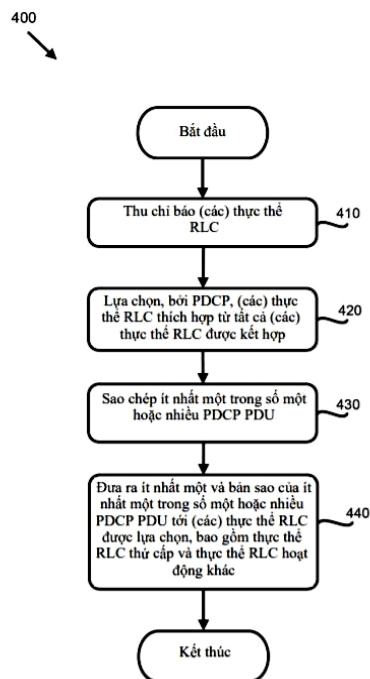 400
Bắt đầu
Thu chỉ báo (các) thực thể
RLC
410
Lựa chọn, bởi PDCP, (các) thực
thể RLC thích hợp từ tất cả (các)
thực thể RLC được kết hợp
420
Sao chép ít nhất một trong số một
hoặc nhiều PDCP PDU
430
Đưa ra ít nhất một và bản sao của ít
nhất một trong số một hoặc nhiều
PDCP PDU tới (các) thực thể RLC
được lựa chọn, bao gồm thực thể
RLC thứ cấp và thực thể RLC hoạt
động khác
440
Kết thúc